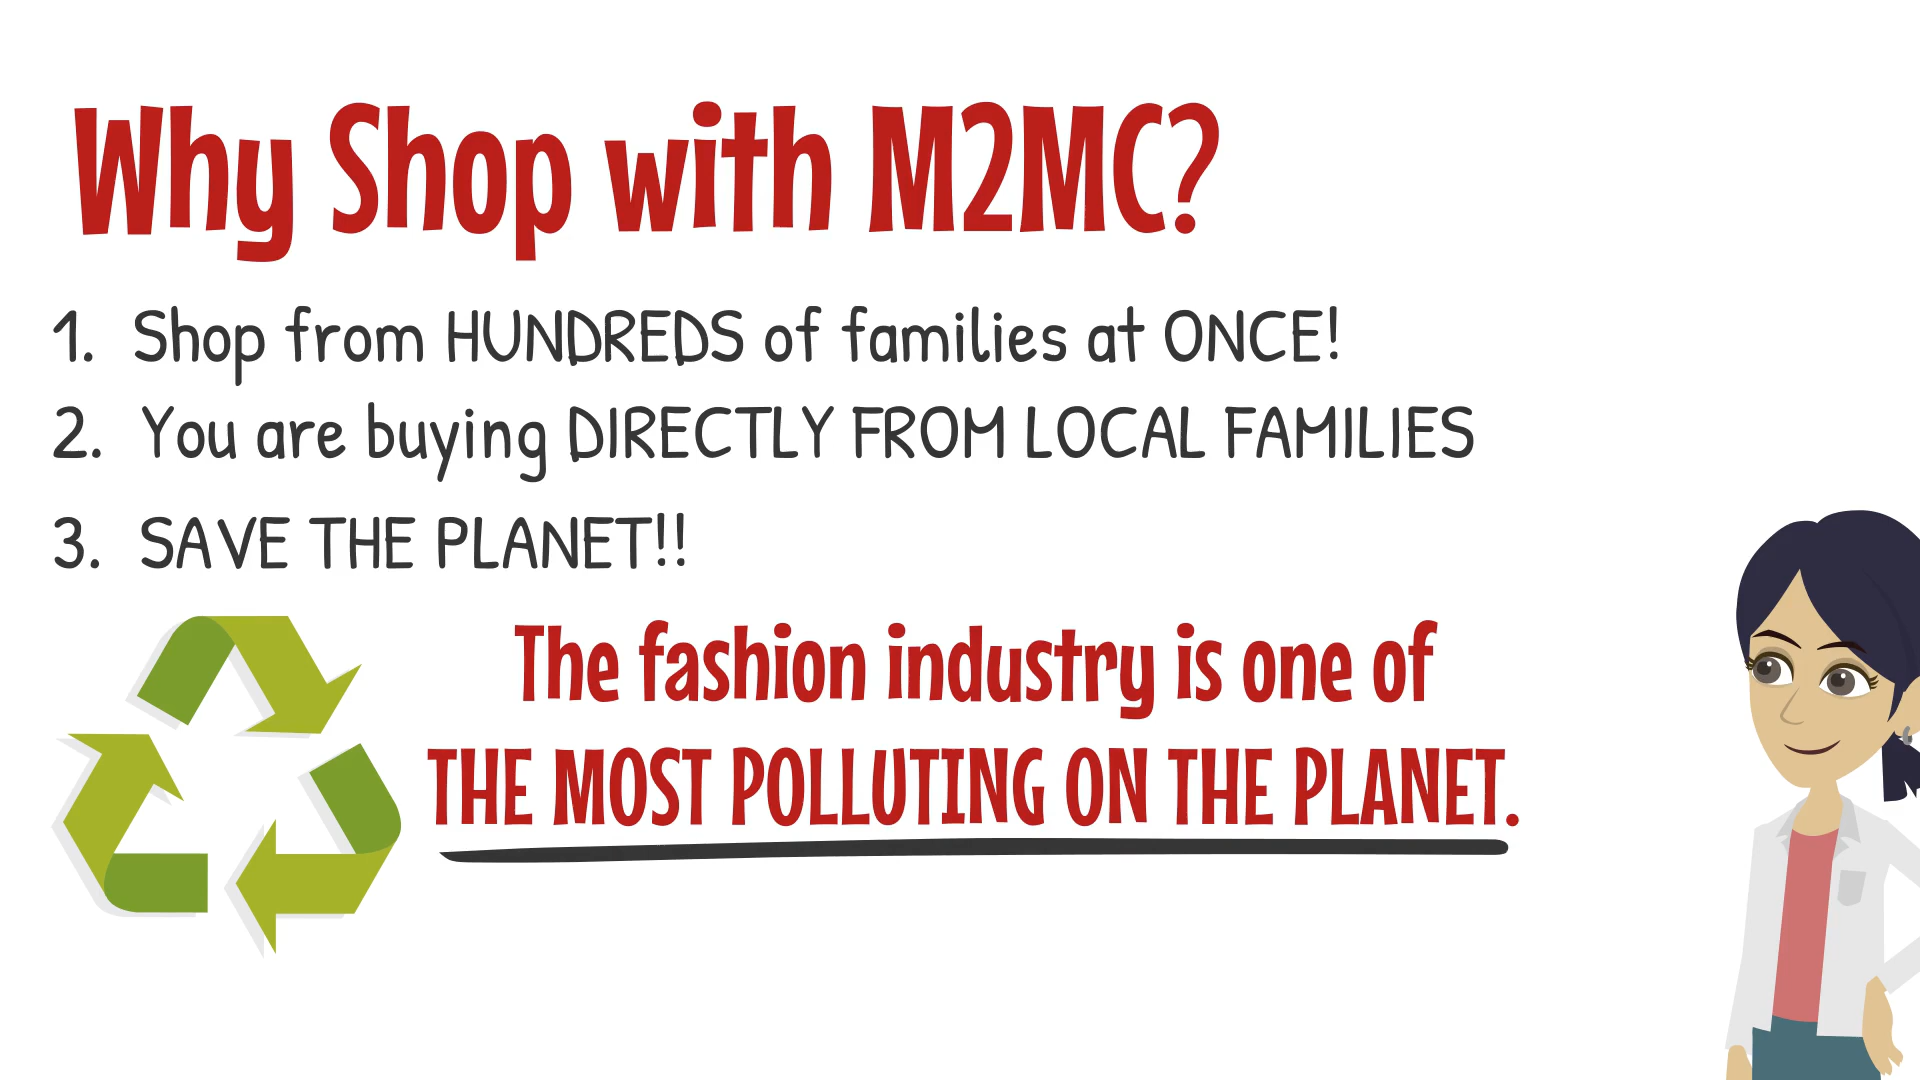 Why Shop with M2MC?
1. Shop from HUNDREDS of families at ONCE!
2. You are buying DIRECTLY FROM LOCAL FAMILIES
3. SAVE THE PLANET!!
The fashion industry is one of
THE MOST POLLUTING ON THE PLANET.